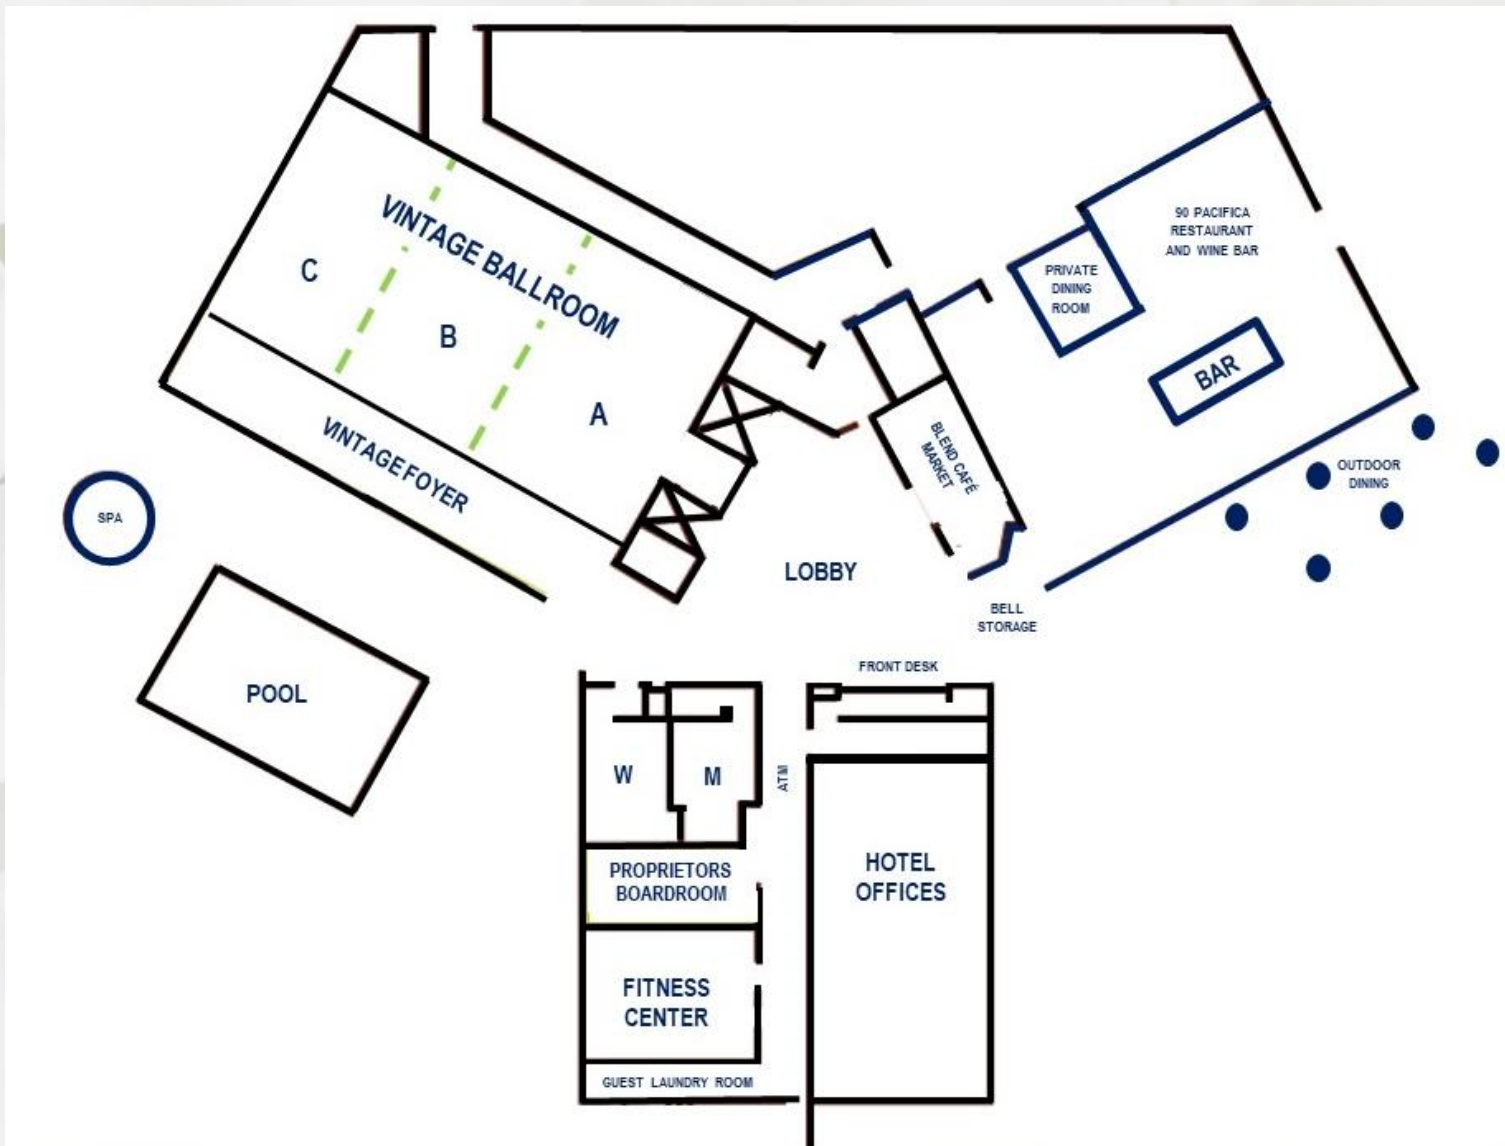 VINTAGE BALLROOM
C
B
A
VINTAGE FOYER
90 PACIFICA
RESTAURANT
AND WINE BAR
PRIVATE
DINING
ROOM
BAR
BLEND CAFÉ
MARKET
OUTDOOR
DINING
SPA
LOBBY
BELL
STORAGE
FRONT DESK
POOL
W
M
ATM
PROPRIETORS
BOARDROOM
HOTEL
OFFICES
FITNESS
CENTER
GUEST LAUNDRY ROOM